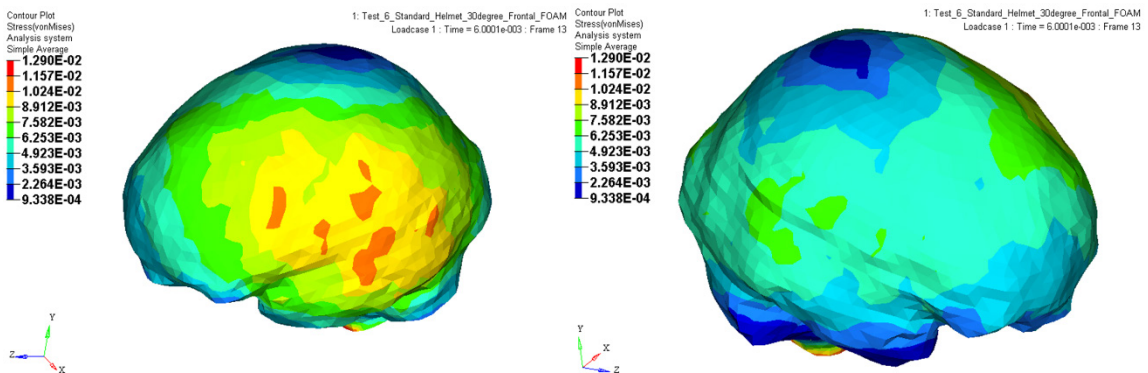 Contour Plot
Stress(vonMises)
Analysis system
Simple Average
1.290E-02
1.157E-02
1.024E-02
8.912E-03
7.582E-03
6.253E-03
4.923E-03
3.593E-03
2.264E-03
9.338E-04
1: Test_6_Standard_Helmet_30degree_Frontal_FOAM
Loadcase 1 : Time = 6.0001e-003 : Frame 13
Y
Z
X
Contour Plot
Stress(vonMises)
Analysis system
Simple Average
1.290E-02
1.157E-02
1.024E-02
8.912E-03
7.582E-03
6.253E-03
4.923E-03
3.593E-03
2.264E-03
9.338E-04
1: Test_6_Standard_Helmet_30degree_Frontal_FOAM
Loadcase 1 : Time = 6.0001e-003 : Frame 13
Y
X
Z